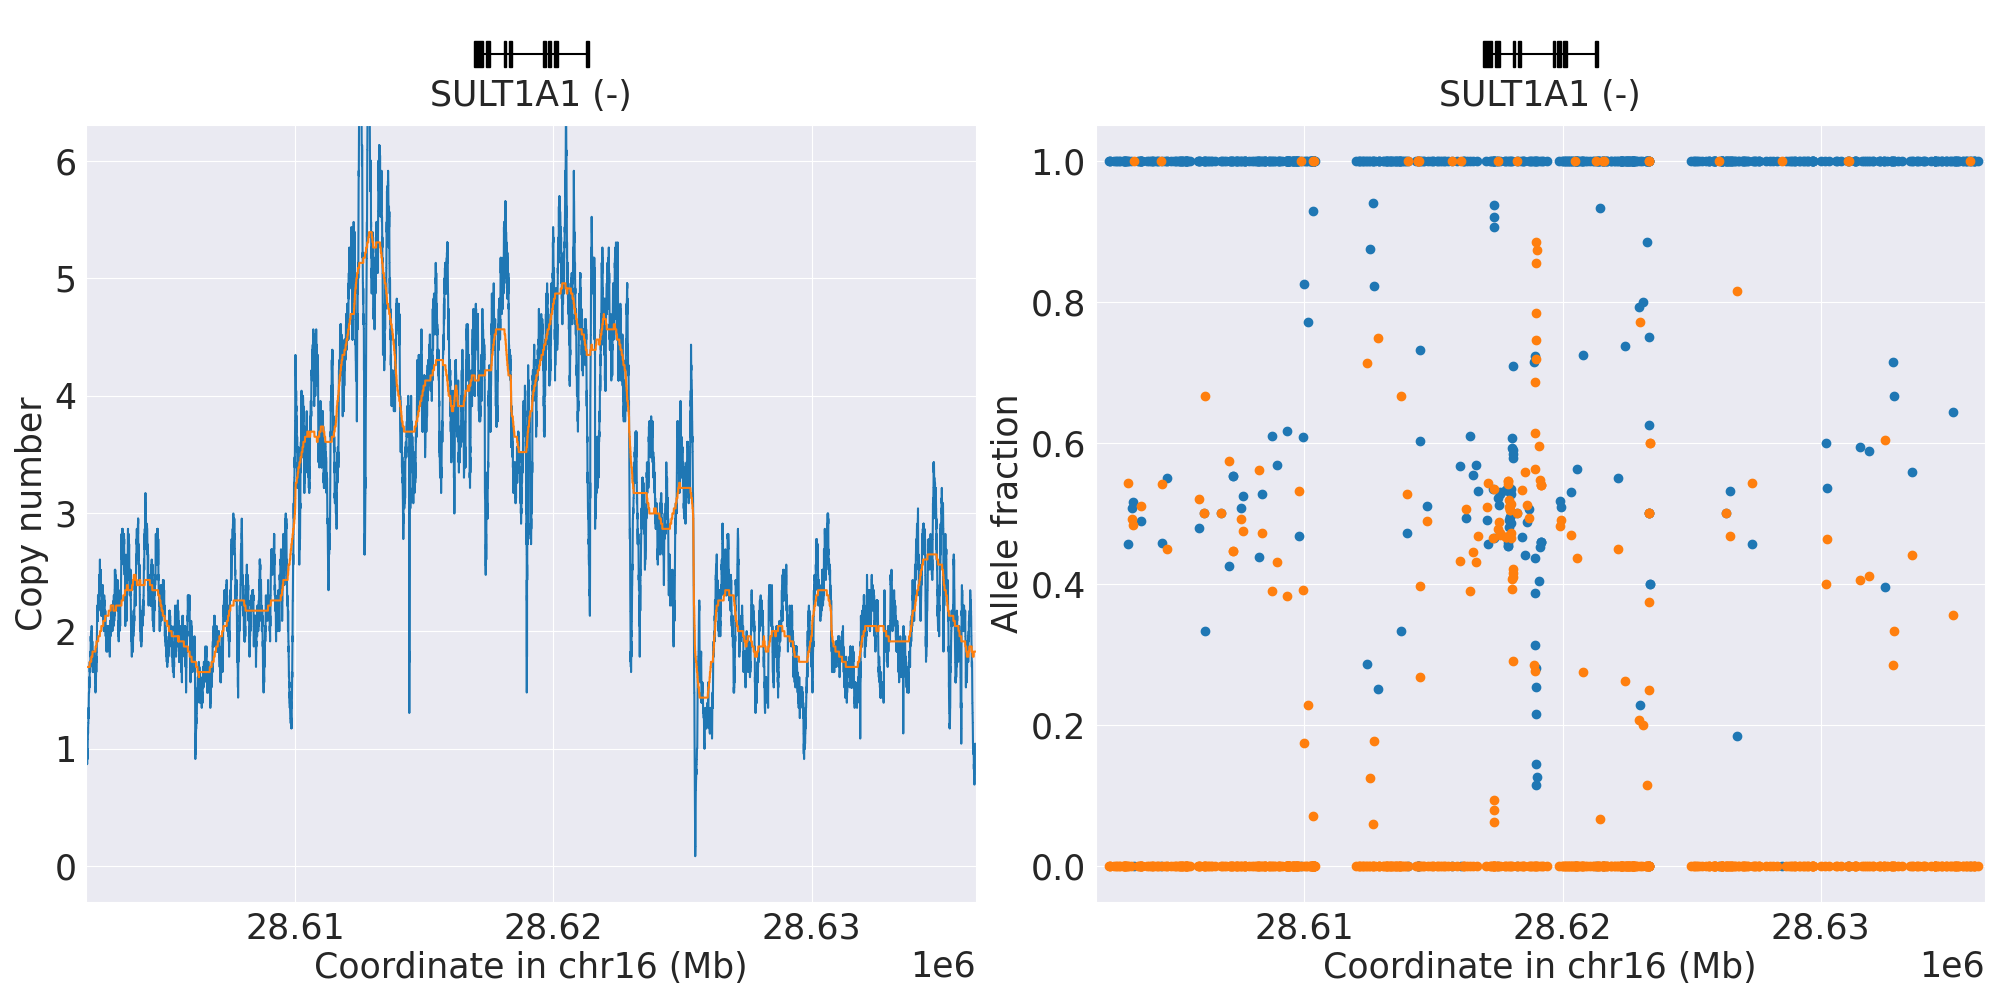 SULT1A1 (-)
6
5
4
3
2
1
0
Copy number
28.61
28.62
28.63
Coordinate in chr16 (Mb)
1e6
SULT1A1 (-)
1.0
0.8
0.6
0.4
0.2
0.0
Allele fraction
28.61
28.62
28.63
Coordinate in chr16 (Mb)
1e6